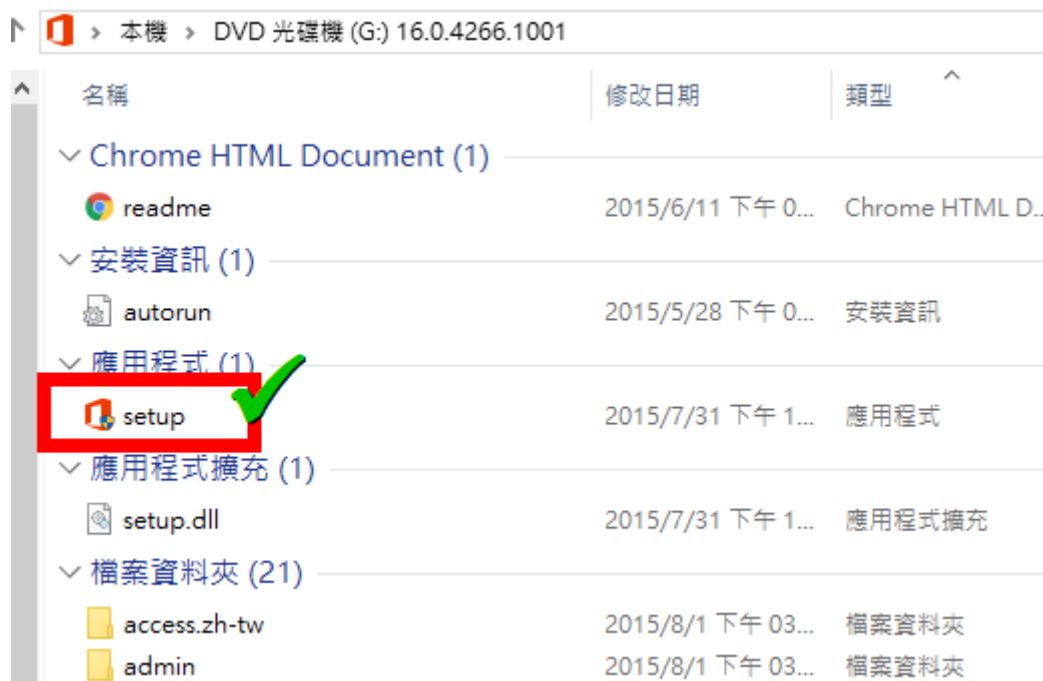 本機 DVD 光碟機 (G:) 16.0.4266.1001
名稱 修改日期 類型
Chrome HTML Document (1)
readme 2015/6/11 下午 0... Chrome HTML D...
安裝資訊 (1)
autorun 2015/5/28 下午 0... 安裝資訊
應用程式 (1)
setup 2015/7/31 下午 1... 應用程式
應用程式擴充 (1)
setup.dll 2015/7/31 下午 1... 應用程式擴充
檔案資料夾 (21)
access.zh-tw 2015/8/1 下午 03... 檔案資料夾
admin 2015/8/1 下午 03... 檔案資料夾